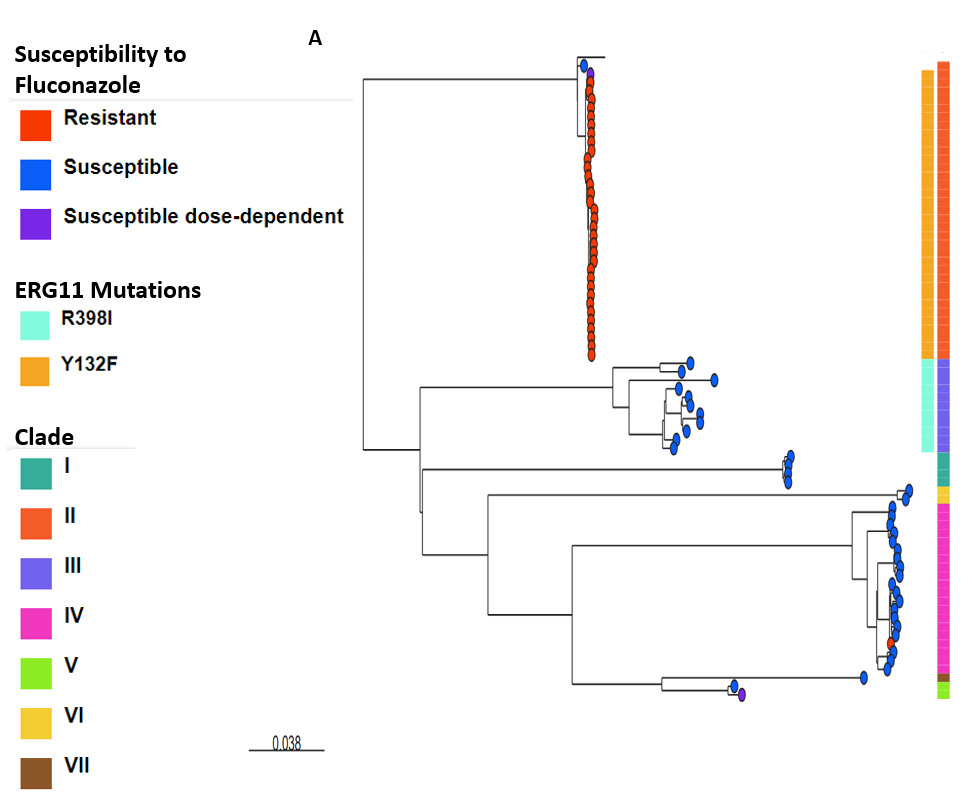 A
Susceptibility to
Fluconazole
Resistant
Susceptible
Susceptible dose-dependent
ERG11 Mutations
R398I
Y132F
Clade
I
II
III
IV
V
VI
VII
0.038